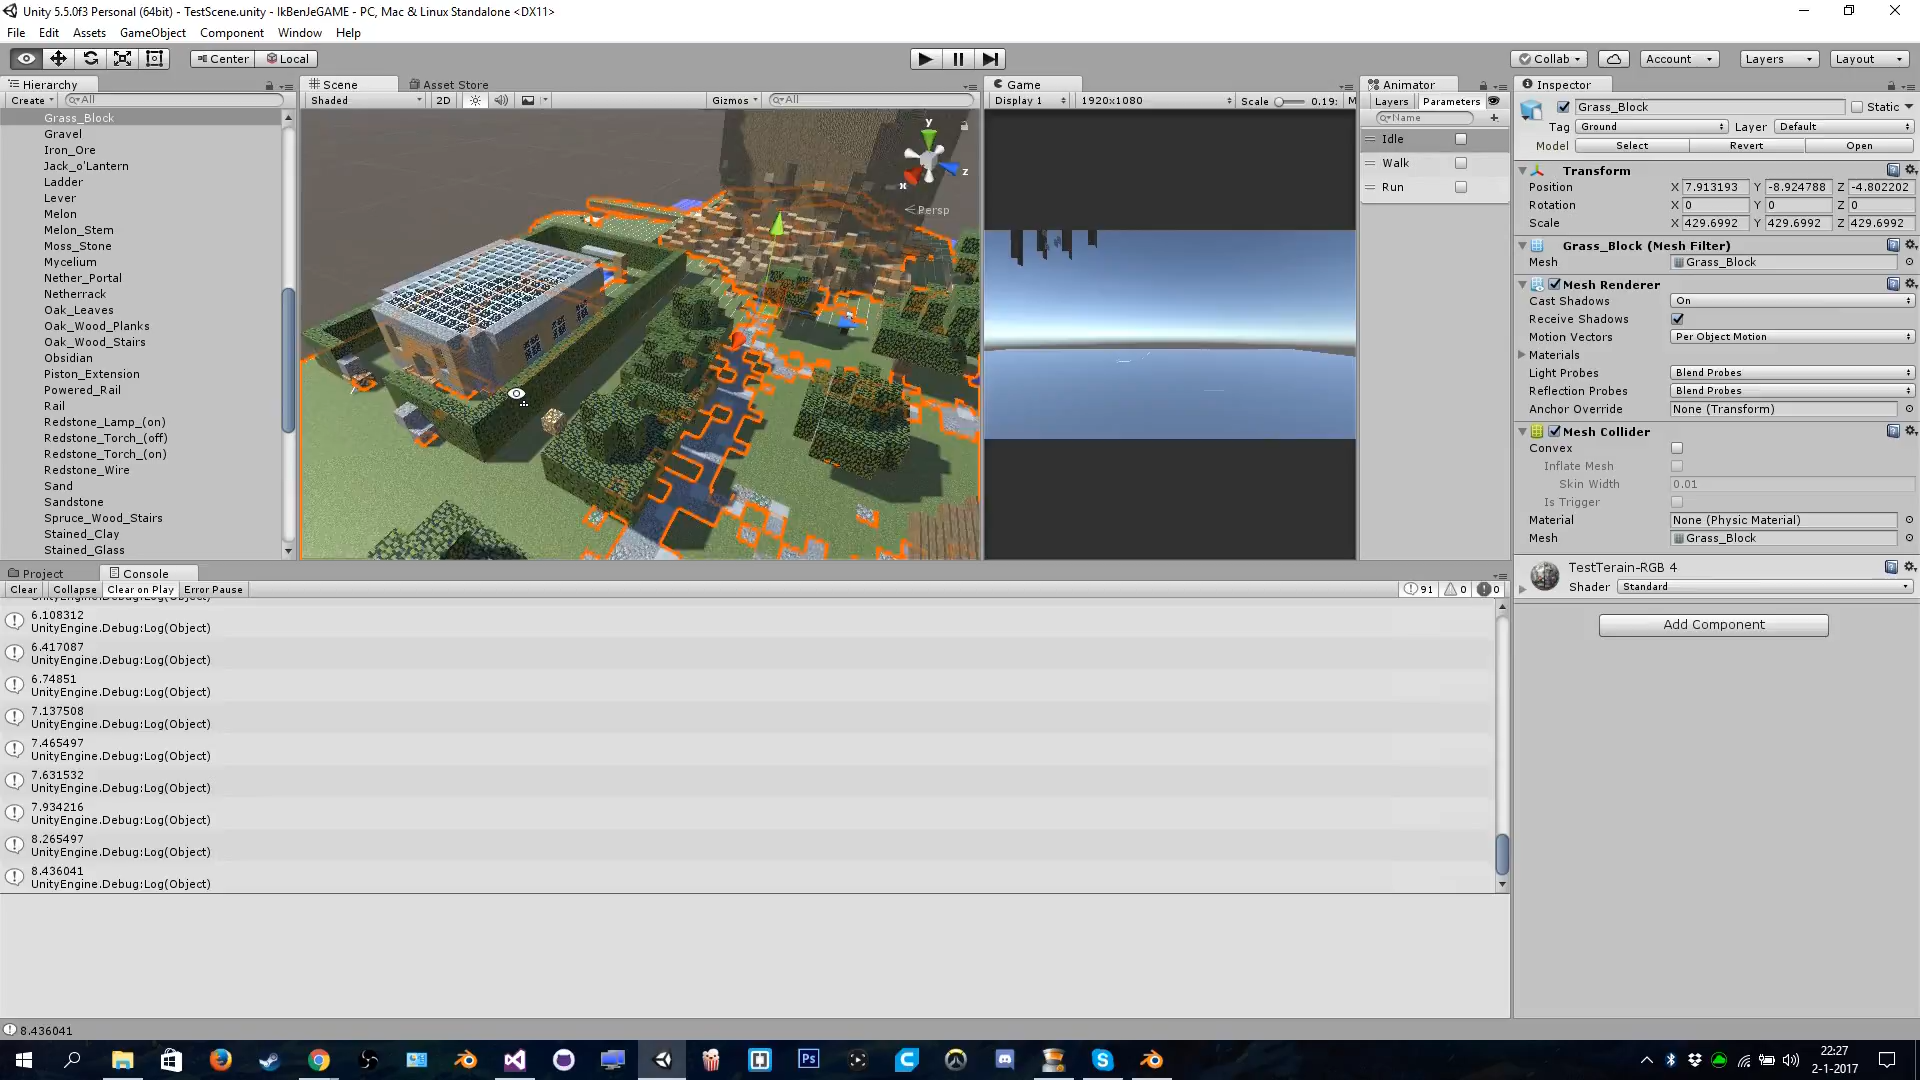 Unity 5.5.0f3 Personal (64bit) - TestScene.unity - IkBenJeGAME - PC, Mac & Linux Standalone <DX11>
File Edit Assets GameObject Component Window Help
Center Local
Collab Account Layers Layout
Hierarchy
Create All
Grass_Block
Gravel
Iron_Ore
Jack_o'Lantern
Ladder
Lever
Melon
Melon_Stem
Moss_Stone
Mycelium
Nether_Portal
Netherrack
Oak_Leaves
Oak_Wood_Planks
Oak_Wood_Stairs
Obsidian
Piston_Extension
Powered_Rail
Rail
Redstone_Lamp_(on)
Redstone_Torch_(off)
Redstone_Torch_(on)
Redstone_Wire
Sand
Sandstone
Spruce_Wood_Stairs
Stained_Clay
Stained_Glass
Scene Asset Store
Shaded 2D Gizmos All
y
z
x
Persp
Game
Display 1 1920x1080 Scale 0.19: M
Animator
Layers Parameters
Name
Idle
Walk
Run
Inspector
Grass_Block Static
Tag Ground Layer Default
Model Select Revert Open
Transform
Position X 7.913193 Y -8.924788 Z -4.802202
Rotation X 0 Y 0 Z 0
Scale X 429.6992 Y 429.6992 Z 429.6992
Grass_Block (Mesh Filter)
Mesh Grass_Block
Mesh Renderer
Cast Shadows On
Receive Shadows
Motion Vectors Per Object Motion
Materials
Light Probes Blend Probes
Reflection Probes Blend Probes
Anchor Override None (Transform)
Mesh Collider
Convex
Inflate Mesh
Skin Width 0.01
Is Trigger
Material None (Physic Material)
Mesh Grass_Block
TestTerain-RGB 4
Shader Standard
Add Component
Project Console
Clear Collapse Clear on Play Error Pause 91 0 0
UnityEngine.Debug:Log(Object)
6.108312
UnityEngine.Debug:Log(Object)
6.417087
UnityEngine.Debug:Log(Object)
6.74851
UnityEngine.Debug:Log(Object)
7.137508
UnityEngine.Debug:Log(Object)
7.465497
UnityEngine.Debug:Log(Object)
7.631532
UnityEngine.Debug:Log(Object)
7.934216
UnityEngine.Debug:Log(Object)
8.265497
UnityEngine.Debug:Log(Object)
8.436041
UnityEngine.Debug:Log(Object)
8.436041
Ps
22:27
2-1-2017